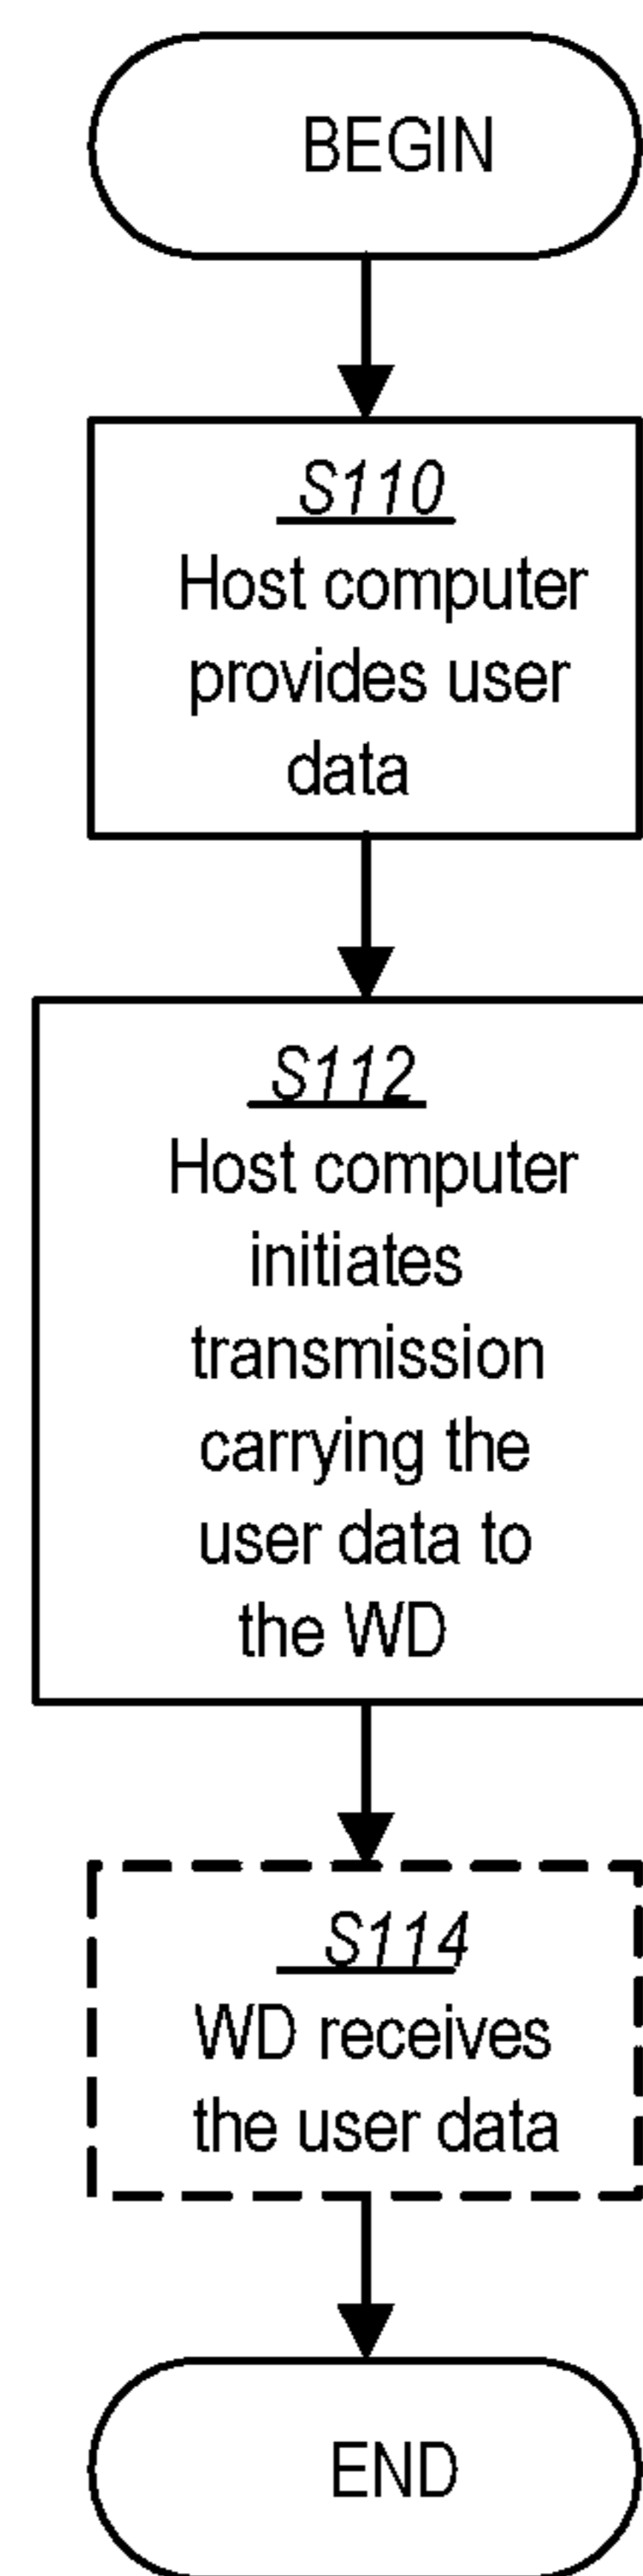 BEGIN
S110
Host computer
provides user
data
S112
Host computer
initiates
transmission
carrying the
user data to
the WD
S114
WD receives
the user data
END